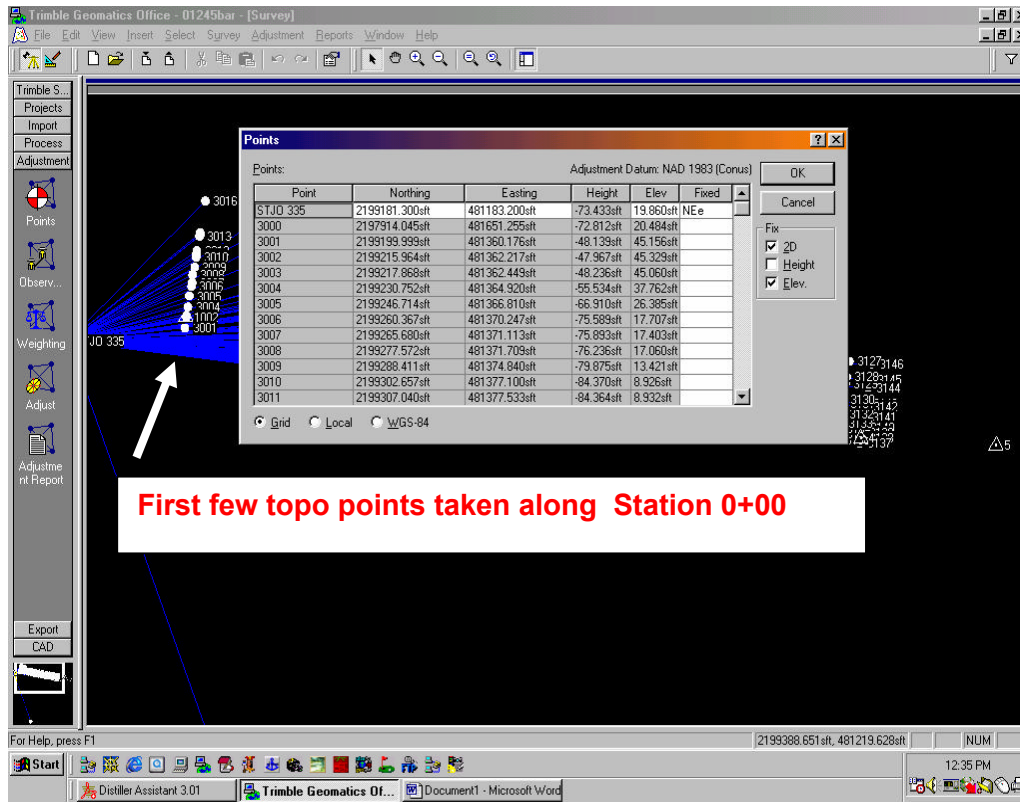 Trimble Geomatics Office - 01245bar - [Survey]
File Edit View Insert Select Survey Adjustment Reports Window Help
Trimble S...
Projects
Import
Process
Adjustment
Points
Observ...
Weighting
Adjust
Adjustme
nt Report
Export
CAD
3016
3013
3010
3009
3008
3006
3005
3004
1002
3001
JO 335
Points
Points:
Adjustment Datum: NAD 1983 (Conus)
Point Northing Easting Height Elev Fixed
STJO 335 2199181.300sft 481183.200sft -73.433sft 19.860sft NEe
3000 2197914.045sft 481651.255sft -72.812sft 20.484sft
3001 2199199.999sft 481360.176sft -48.139sft 45.156sft
3002 2199215.964sft 481362.217sft -47.967sft 45.329sft
3003 2199217.868sft 481362.449sft -48.236sft 45.060sft
3004 2199230.752sft 481364.920sft -55.534sft 37.762sft
3005 2199246.714sft 481366.810sft -66.910sft 26.385sft
3006 2199260.367sft 481370.247sft -75.589sft 17.707sft
3007 2199265.680sft 481371.113sft -75.893sft 17.403sft
3008 2199277.572sft 481371.709sft -76.236sft 17.060sft
3009 2199288.411sft 481374.840sft -79.875sft 13.421sft
3010 2199302.657sft 481377.100sft -84.370sft 8.926sft
3011 2199307.040sft 481377.533sft -84.364sft 8.932sft
Grid Local WGS-84
OK
Cancel
Fix
2D
Height
Elev.
3127 3146
3128 3145
3144
3130
3142
3141
5
First few topo points taken along Station 0+00
For Help, press F1
2199388.651sft, 481219.628sft
NUM
Start
12:35 PM
Distiller Assistant 3.01
Trimble Geomatics Of...
Document1 - Microsoft Word